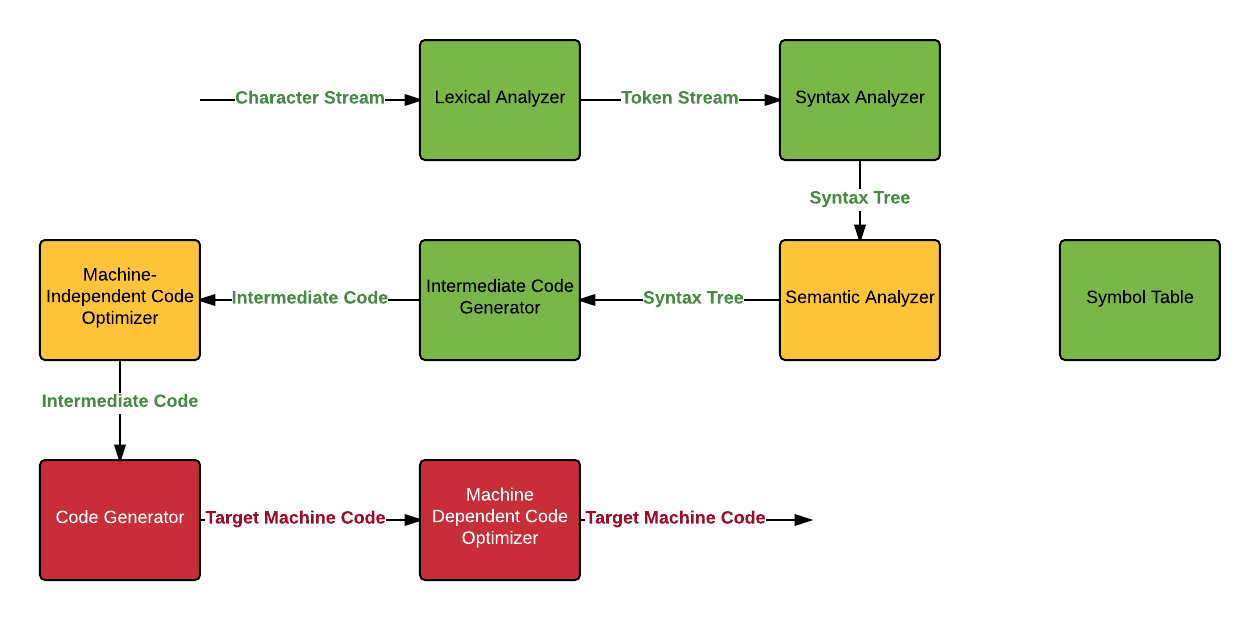 Character Stream
Lexical Analyzer
Token Stream
Syntax Analyzer
Syntax Tree
Machine-
Independent Code
Optimizer
Intermediate Code
Intermediate Code
Generator
Syntax Tree
Semantic Analyzer
Symbol Table
Intermediate Code
Code Generator
Target Machine Code
Machine
Dependent Code
Optimizer
Target Machine Code